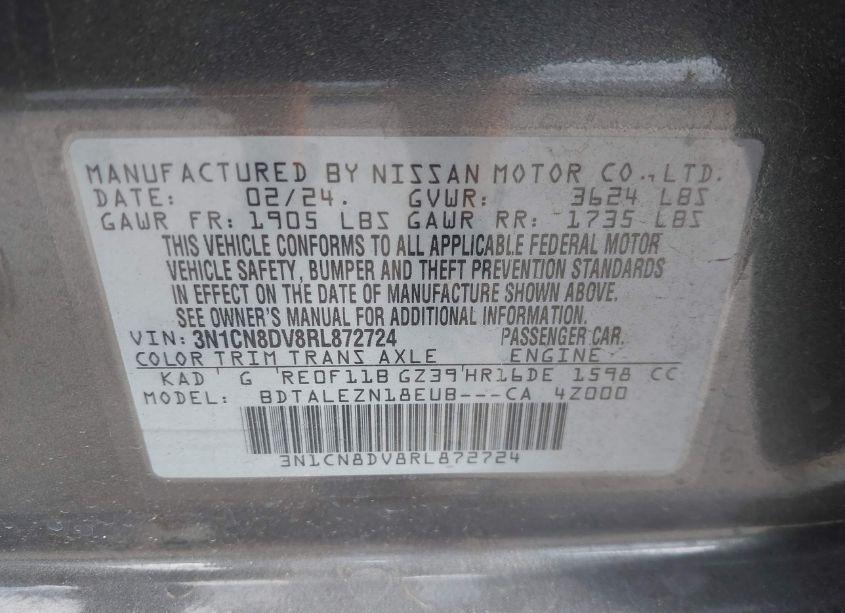 MANUFACTURED BY NISSAN MOTOR CO.,LTD.
DATE: 02/24. GVWR: 3624 LBS
GAWR FR: 1905 LBS GAWR RR: 1735 LBS
THIS VEHICLE CONFORMS TO ALL APPLICABLE FEDERAL MOTOR
VEHICLE SAFETY, BUMPER AND THEFT PREVENTION STANDARDS
IN EFFECT ON THE DATE OF MANUFACTURE SHOWN ABOVE.
SEE OWNER'S MANUAL FOR ADDITIONAL INFORMATION.
VIN: 3N1CN8DV8RL872724 PASSENGER CAR.
COLOR TRIM TRANS AXLE ENGINE
KAD G RE0F11B GZ39 HR16DE 1598 CC
MODEL: BDTALEZN18EUB---CA 4Z000
3N1CN8DV8RL872724